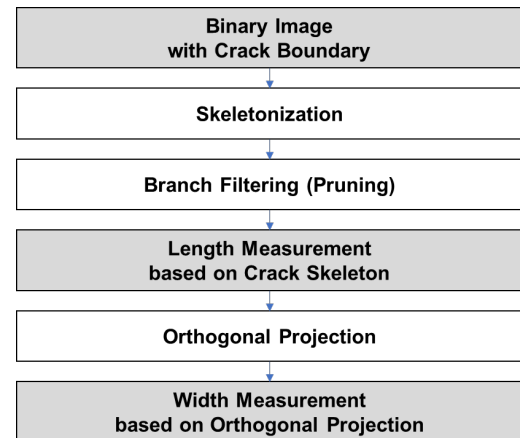 Binary Image
with Crack Boundary
Skeletonization
Branch Filtering (Pruning)
Length Measurement
based on Crack Skeleton
Orthogonal Projection
Width Measurement
based on Orthogonal Projection